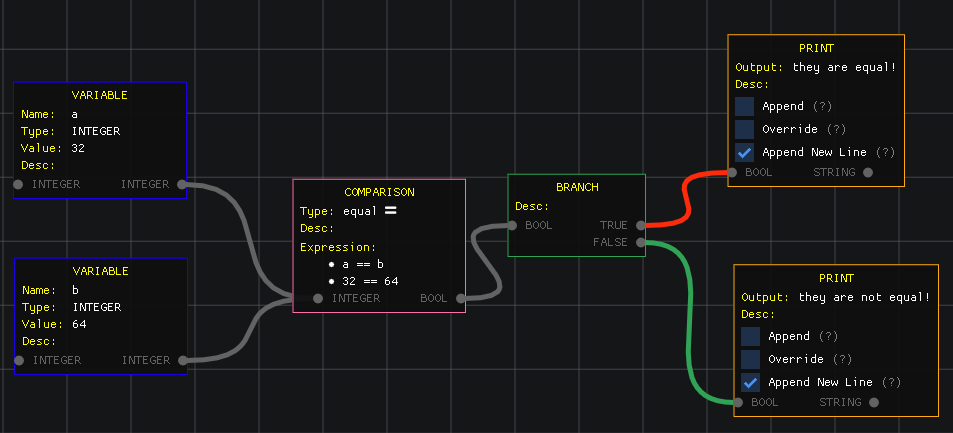 VARIABLE
Name: a
Type: INTEGER
Value: 32
Desc:
INTEGER INTEGER
VARIABLE
Name: b
Type: INTEGER
Value: 64
Desc:
INTEGER INTEGER
COMPARISON
Type: equal =
Desc:
Expression:
• a == b
• 32 == 64
INTEGER BOOL
BRANCH
Desc:
BOOL TRUE
FALSE
PRINT
Output: they are equal!
Desc:
Append (?)
Override (?)
Append New Line (?)
BOOL STRING
PRINT
Output: they are not equal!
Desc:
Append (?)
Override (?)
Append New Line (?)
BOOL STRING